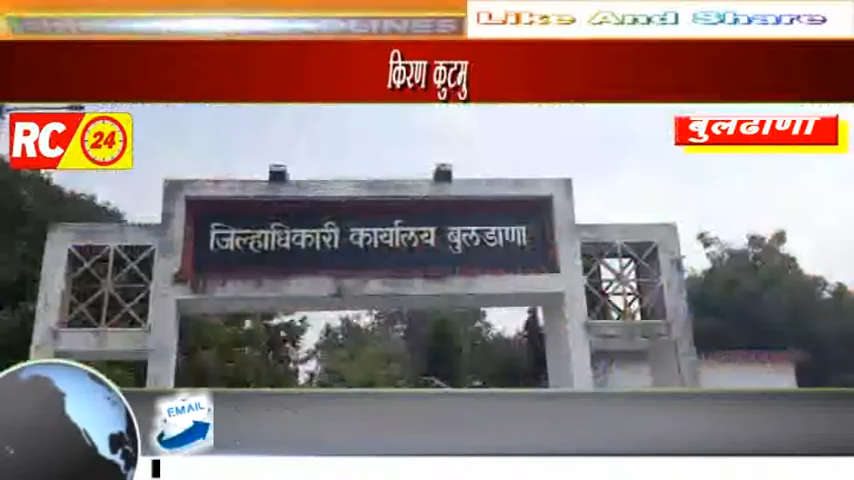 Like And Share
किरण कुटमु
RC 24
बुलढाणा
जिल्हाधिकारी कार्यालय बुलडाणा
EMAIL